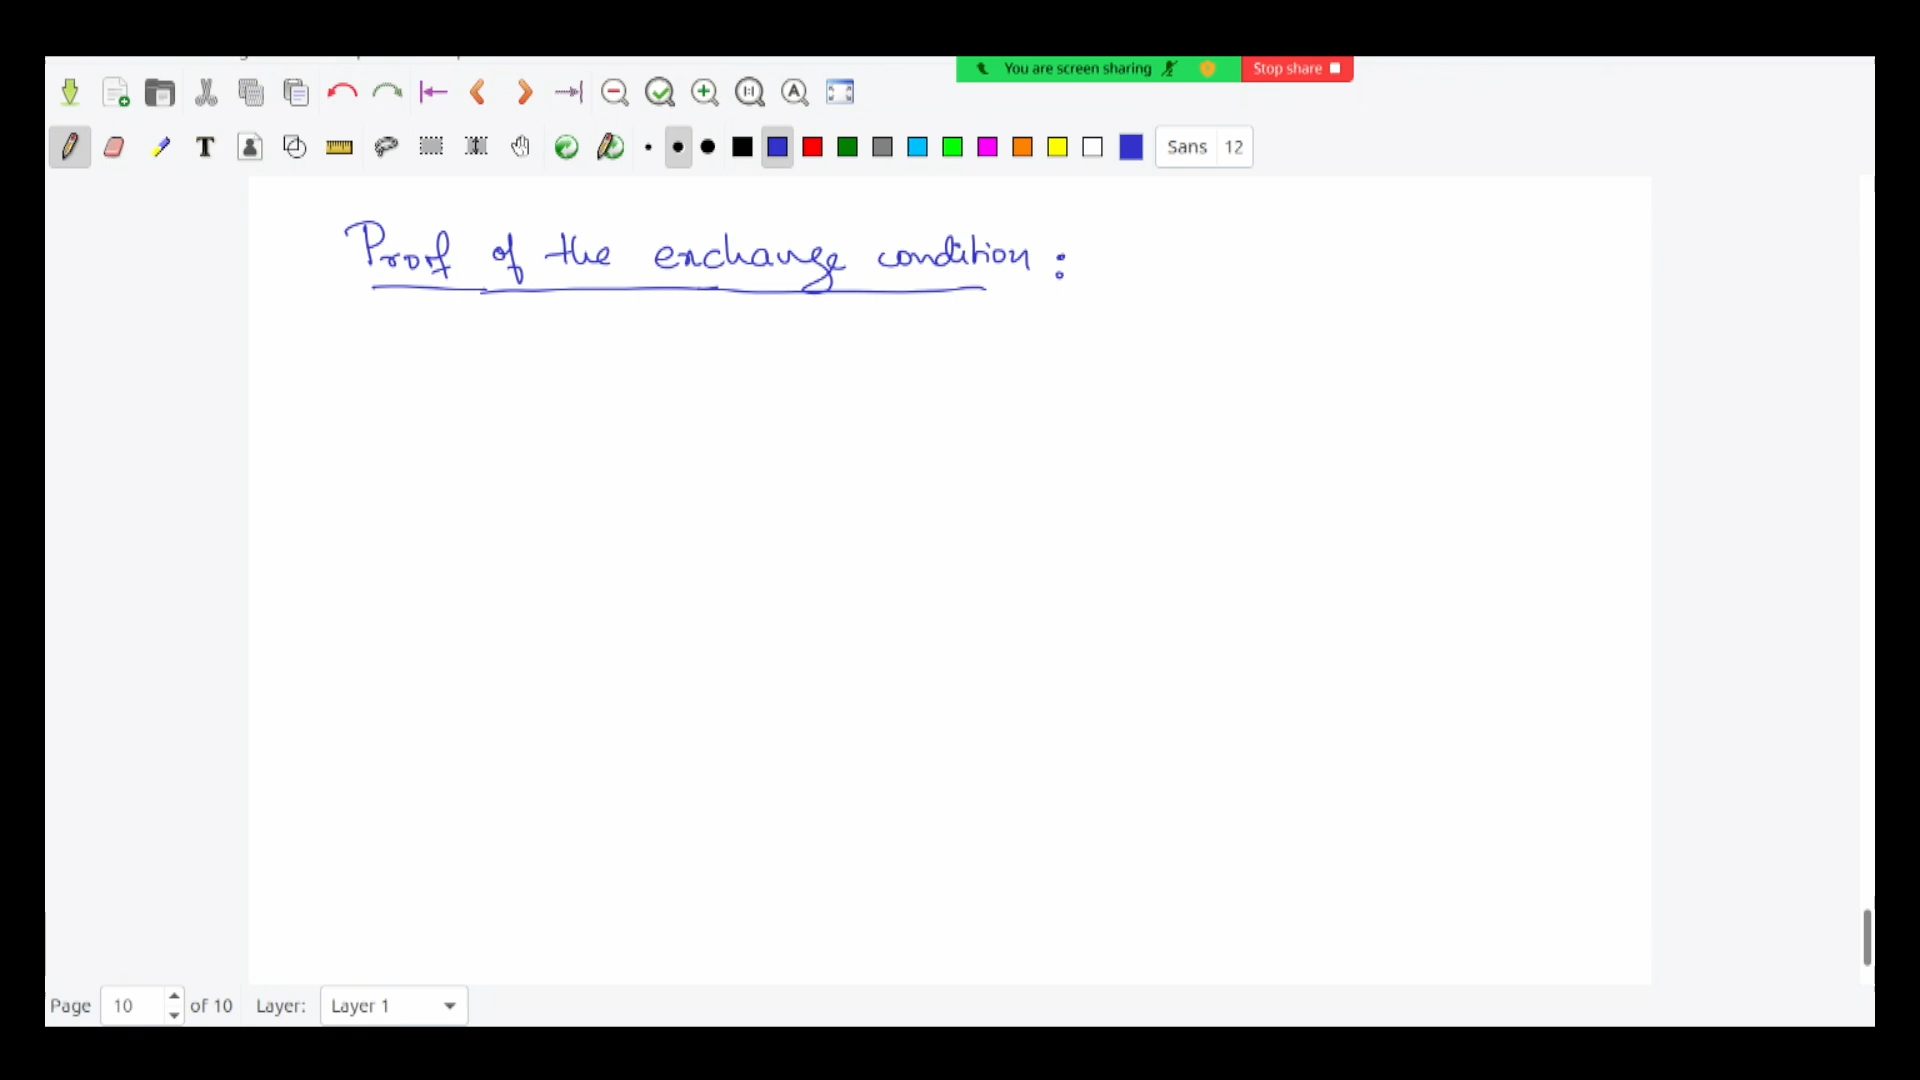 You are screen sharing
Stop share
T
Sans 12
Proof of the exchange condition :
Page 10 of 10 Layer: Layer 1